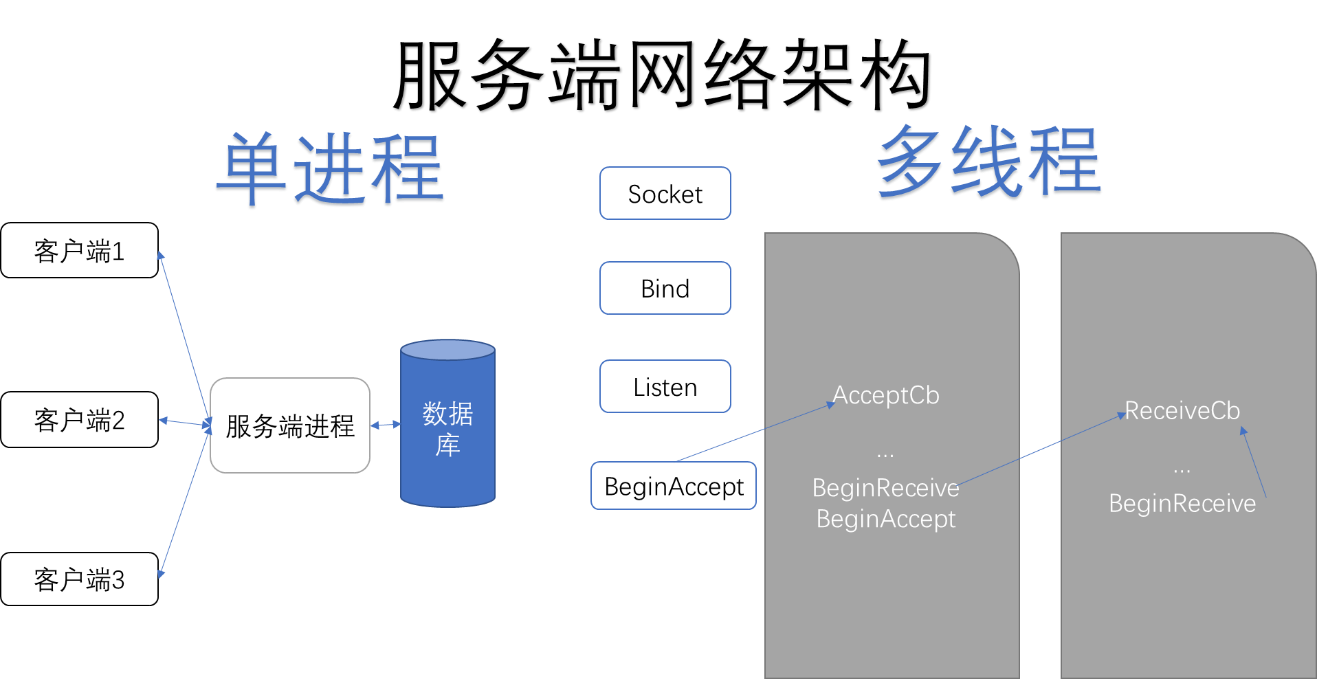 服务端网络架构
单进程
多线程
客户端1
客户端2
客户端3
服务端进程
数据
库
Socket
Bind
Listen
BeginAccept
AcceptCb
...
BeginReceive
BeginAccept
ReceiveCb
...
BeginReceive